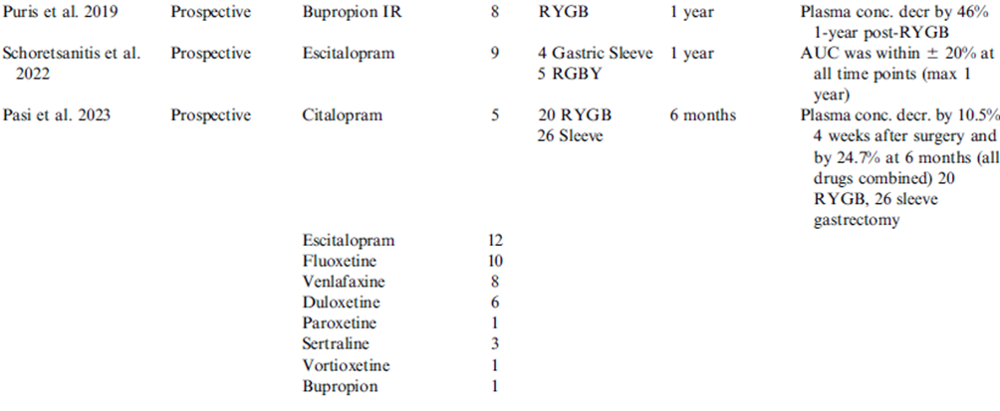 Puris et al. 2019 Prospective Bupropion IR 8 RYGB 1 year Plasma conc. decr by 46%
1-year post-RYGB
Schoretsanitis et al. Prospective Escitalopram 9 4 Gastric Sleeve 1 year AUC was within ± 20% at
2022 5 RGBY all time points (max 1
year)
Pasi et al. 2023 Prospective Citalopram 5 20 RYGB 6 months Plasma conc. decr. by 10.5%
26 Sleeve 4 weeks after surgery and
by 24.7% at 6 months (all
drugs combined) 20
RYGB, 26 sleeve
gastrectomy
Escitalopram 12
Fluoxetine 10
Venlafaxine 8
Duloxetine 6
Paroxetine 1
Sertraline 3
Vortioxetine 1
Bupropion 1